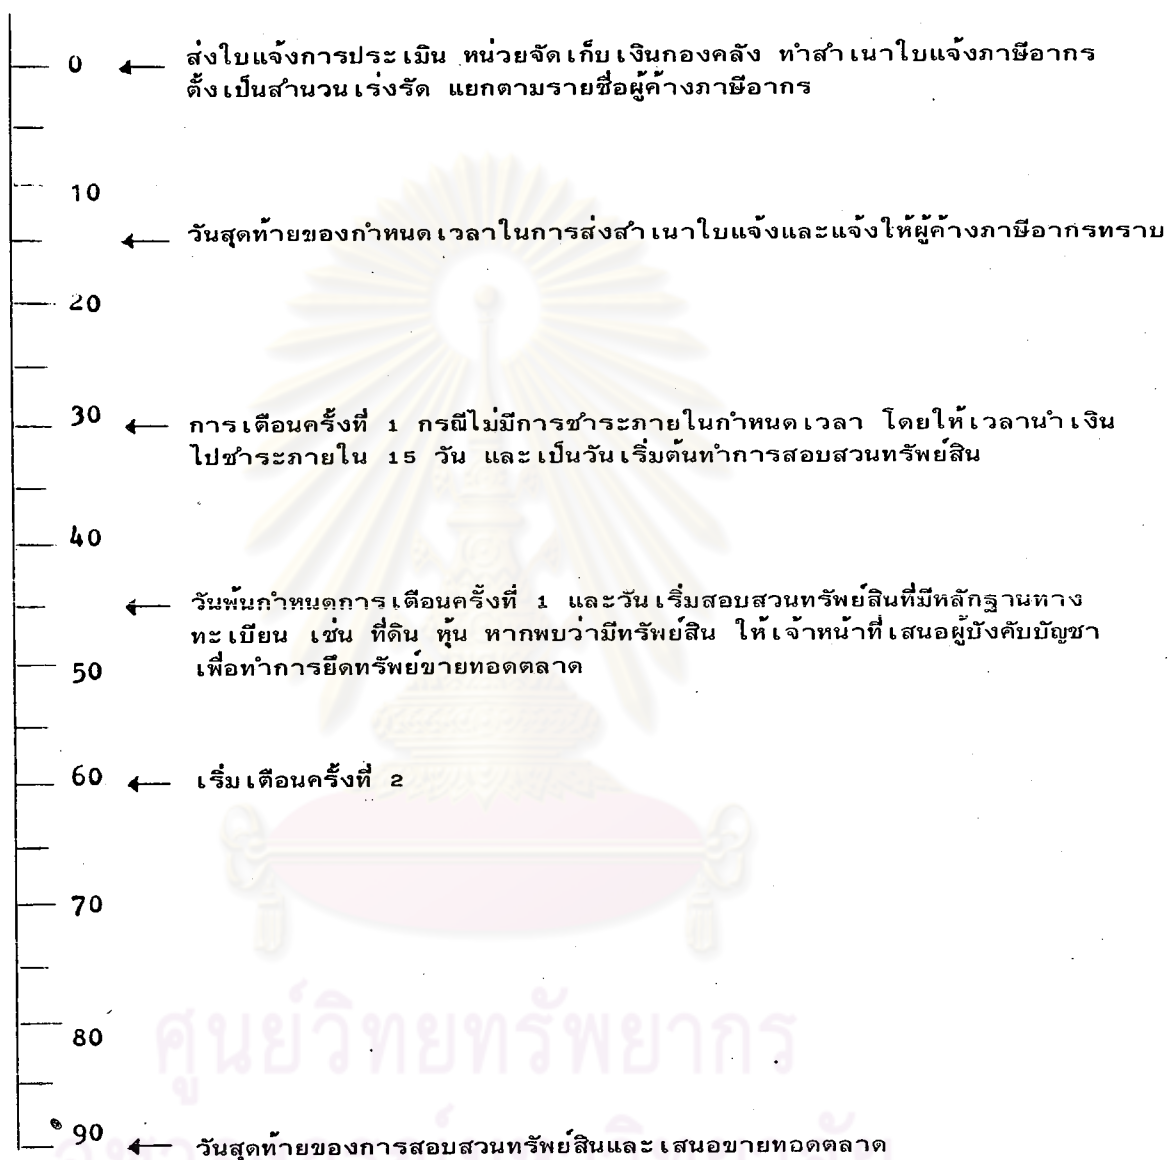 0 ส่งใบแจ้งการประเมิน หน่วยจัดเก็บเงินกองคลัง ทำสำเนาใบแจ้งภาษีอากร
ตั้งเป็นสำนวนเร่งรัด แยกตามรายชื่อผู้ค้างภาษีอากร
10
วันสุดท้ายของกำหนดเวลาในการส่งสำเนาใบแจ้งและแจ้งให้ผู้ค้างภาษีอากรทราบ
20
30 การเตือนครั้งที่ 1 กรณีไม่มีการชำระภายในกำหนดเวลา โดยให้เวลานำเงิน
ไปชำระภายใน 15 วัน และเป็นวันเริ่มต้นทำการสอบสวนทรัพย์สิน
40
วันพ้นกำหนดการเตือนครั้งที่ 1 และวันเริ่มสอบสวนทรัพย์สินที่มีหลักฐานทาง
ทะเบียน เช่น ที่ดิน หุ้น หากพบว่ามีทรัพย์สิน ให้เจ้าหน้าที่เสนอผู้บังคับบัญชา
50 เพื่อทำการยึดทรัพย์ขายทอดตลาด
60 เริ่มเตือนครั้งที่ 2
70
ศูนย์วิทยทรัพยากร
80
90 วันสุดท้ายของการสอบสวนทรัพย์สินและเสนอขายทอดตลาด